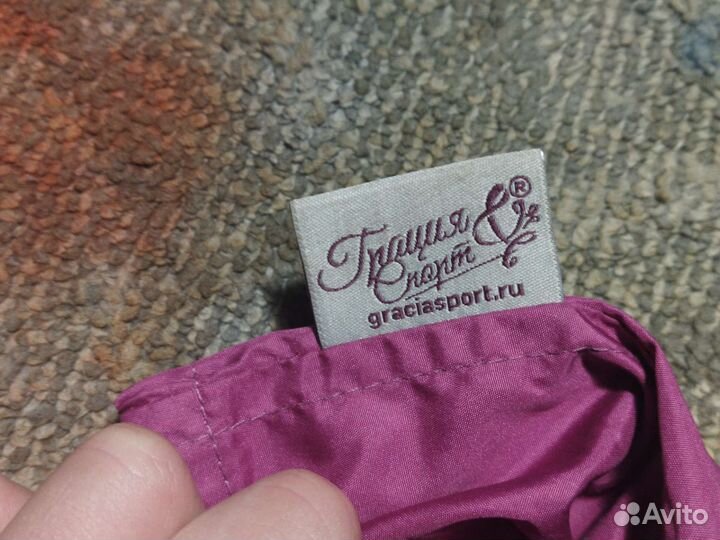 Грация &
Спорт
®
graciasport.ru
Avito